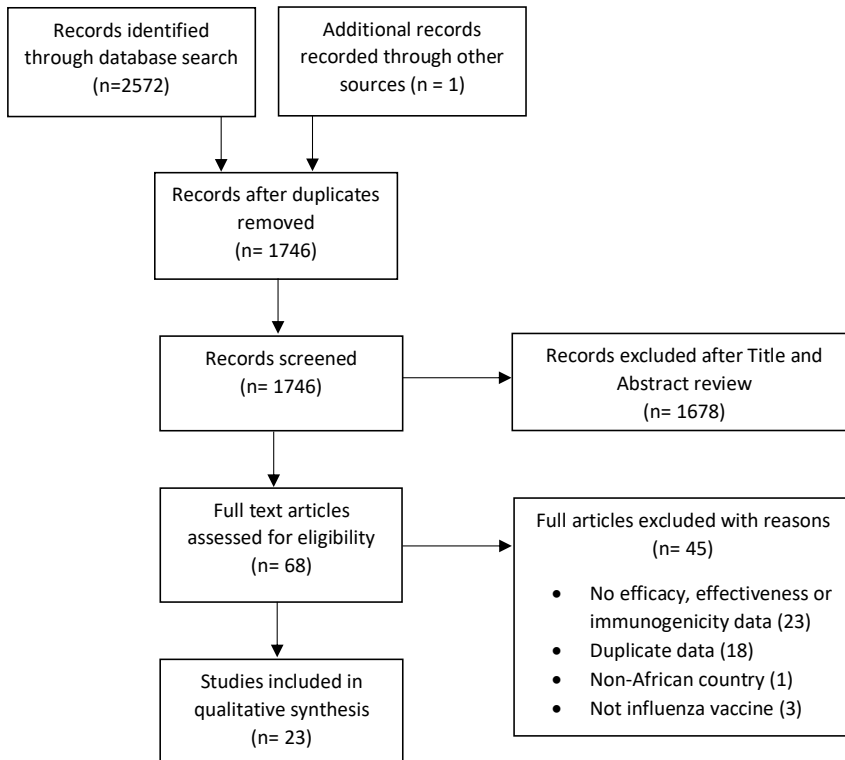 Records identified
through database search
(n=2572)
Additional records
recorded through other
sources (n = 1)
Records after duplicates
removed
(n= 1746)
Records screened
(n= 1746)
Records excluded after Title and
Abstract review
(n= 1678)
Full text articles
assessed for eligibility
(n= 68)
Full articles excluded with reasons
(n= 45)
• No efficacy, effectiveness or
immunogenicity data (23)
• Duplicate data (18)
• Non-African country (1)
• Not influenza vaccine (3)
Studies included in
qualitative synthesis
(n= 23)